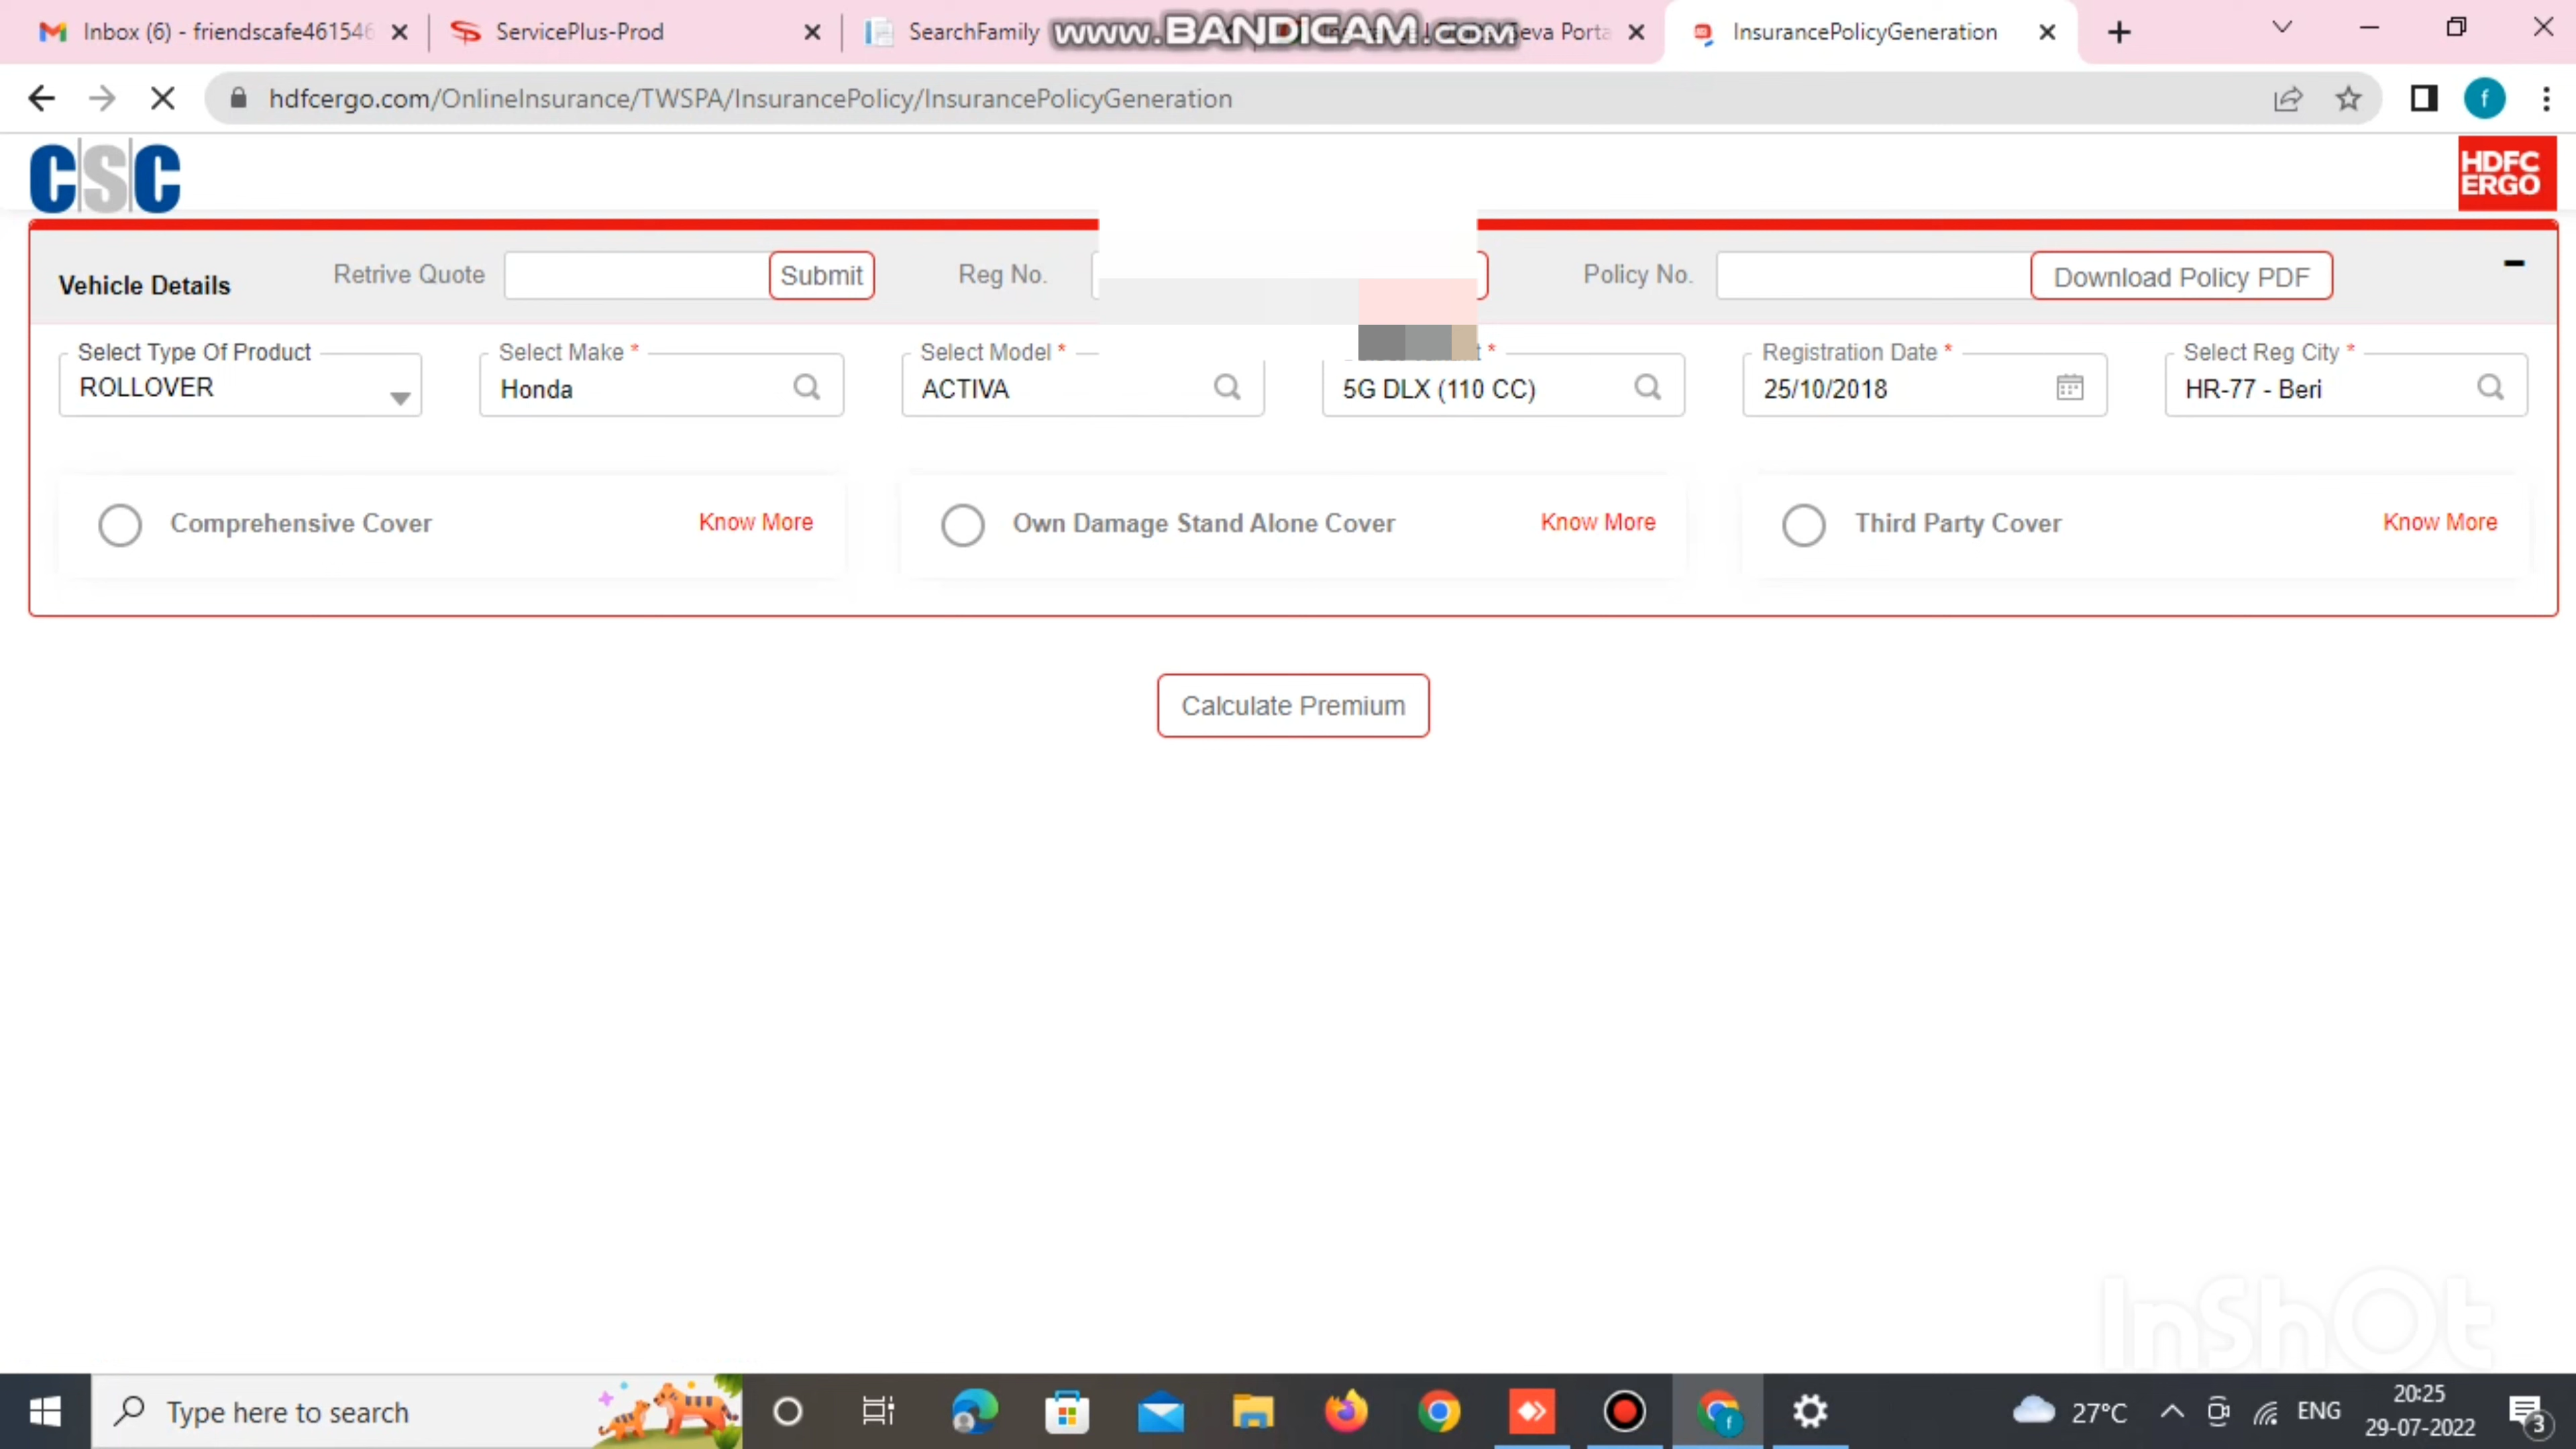 Inbox (6) - friendscafe461546
ServicePlus-Prod
SearchFamily
www.BANDICAM.com
Seva Porta
InsurancePolicyGeneration
hdfcergo.com/OnlineInsurance/TWSPA/InsurancePolicy/InsurancePolicyGeneration
f
CSC
HDFC
ERGO
Vehicle Details
Retrive Quote
Submit
Reg No.
Policy No.
Download Policy PDF
Select Type Of Product
ROLLOVER
Select Make *
Honda
Select Model *
ACTIVA
5G DLX (110 CC)
Registration Date *
25/10/2018
Select Reg City *
HR-77 - Beri
Comprehensive Cover
Know More
Own Damage Stand Alone Cover
Know More
Third Party Cover
Know More
Calculate Premium
InShOt
Type here to search
f
27°C
ENG
20:25
29-07-2022
3